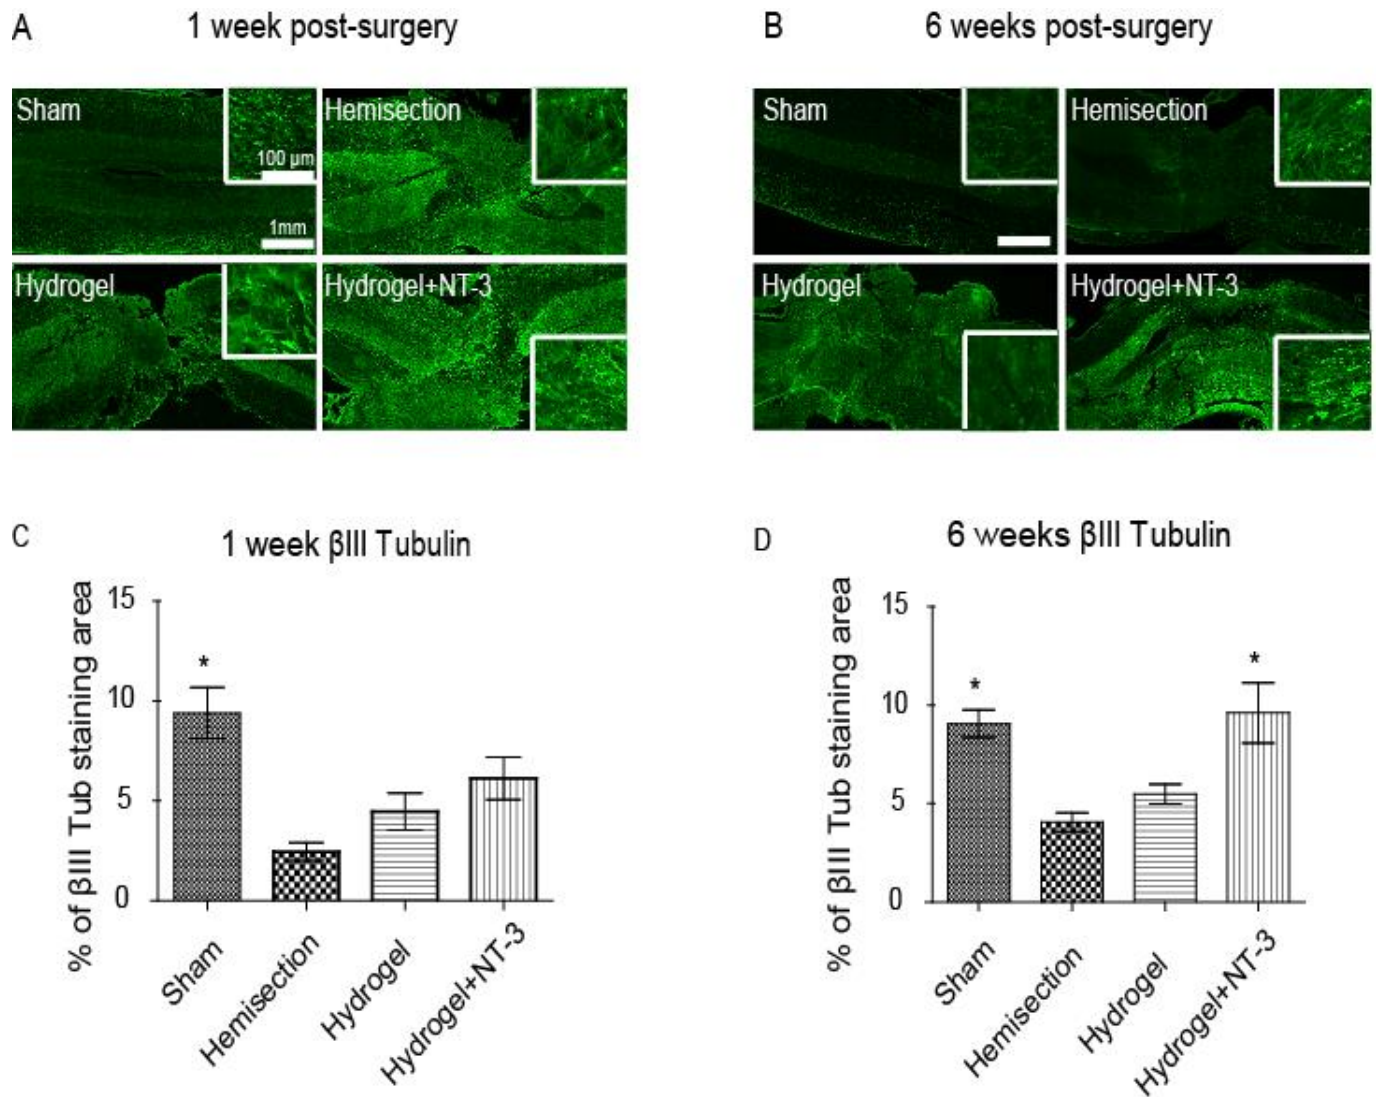 A
1 week post-surgery
B
6 weeks post-surgery
Sham
Hemisection
100 µm
1mm
Hydrogel
Hydrogel+NT-3
Sham
Hemisection
Hydrogel
Hydrogel+NT-3
C
1 week βIII Tubulin
% of βIII Tub staining area
15
10
5
0
*
Sham
Hemisection
Hydrogel
Hydrogel+NT-3
D
6 weeks βIII Tubulin
% of βIII Tub staining area
15
10
5
0
*
*
Sham
Hemisection
Hydrogel
Hydrogel+NT-3